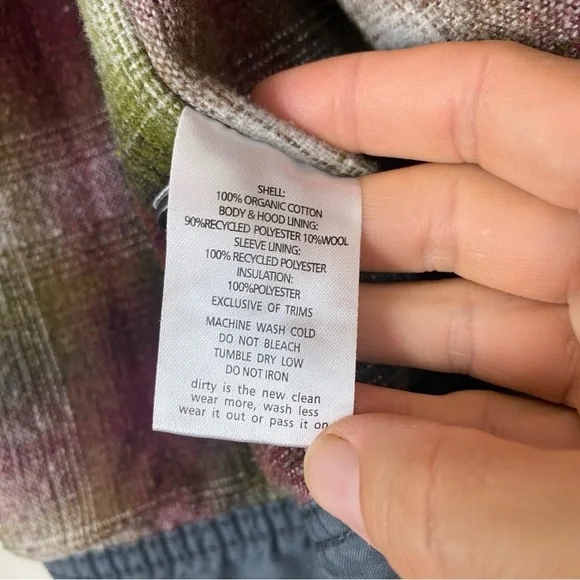 SHELL:
100% ORGANIC COTTON
BODY & HOOD LINING:
90%RECYCLED POLYESTER 10%WOOL
SLEEVE LINING:
100% RECYCLED POLYESTER
INSULATION:
100%POLYESTER
EXCLUSIVE OF TRIMS
MACHINE WASH COLD
DO NOT BLEACH
TUMBLE DRY LOW
DO NOT IRON
dirty is the new clean
wear more, wash less
wear it out or pass it on